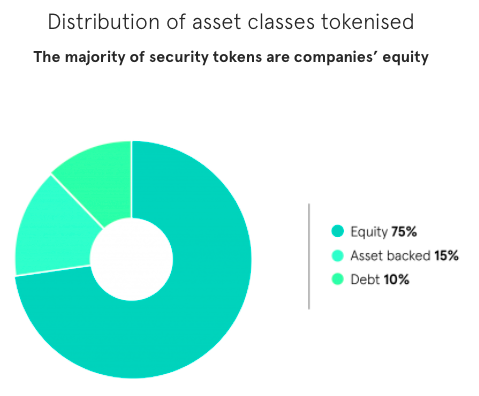 Distribution of asset classes tokenised
The majority of security tokens are companies’ equity
Equity 75%
Asset backed 15%
Debt 10%